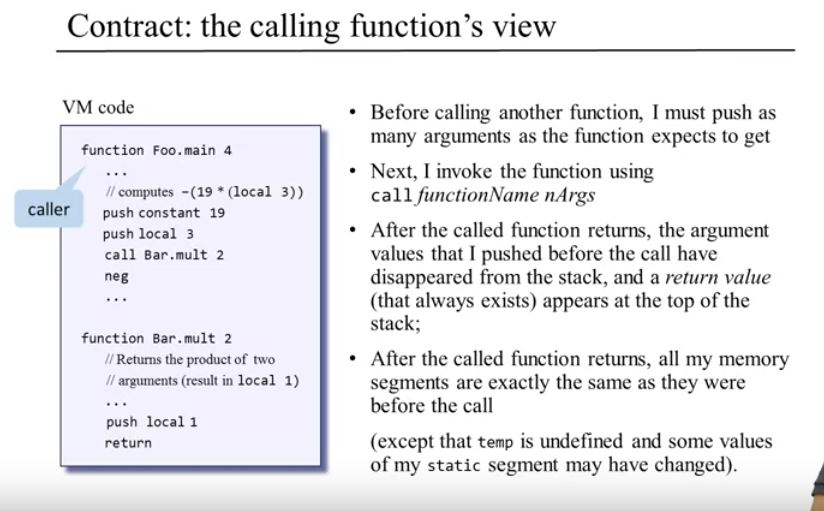 Contract: the calling function's view
VM code
function Foo.main 4
...
// computes -(19 * (local 3))
push constant 19
push local 3
call Bar.mult 2
neg
...
function Bar.mult 2
// Returns the product of two
// arguments (result in local 1)
...
push local 1
return
caller
• Before calling another function, I must push as
many arguments as the function expects to get
• Next, I invoke the function using
call functionName nArgs
• After the called function returns, the argument
values that I pushed before the call have
disappeared from the stack, and a return value
(that always exists) appears at the top of the
stack;
• After the called function returns, all my memory
segments are exactly the same as they were
before the call
(except that temp is undefined and some values
of my static segment may have changed).